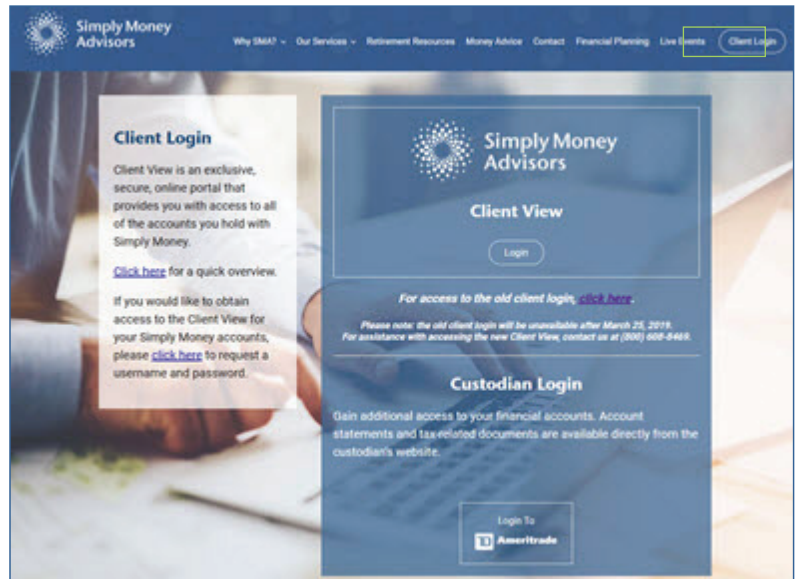 Simply Money
Advisors
Why SMA? Our Services Retirement Resources Money Advice Contact Financial Planning Live Events Client Login
Client Login
Client View is an exclusive,
secure, online portal that
provides you with access to all
of the accounts you hold with
Simply Money.
Click here for a quick overview.
If you would like to obtain
access to the Client View for
your Simply Money accounts,
please click here to request a
username and password.
Simply Money
Advisors
Client View
Login
For access to the old client login, click here.
Please note: the old client login will be unavailable after March 25, 2019.
For assistance with accessing the new Client View, contact us at (800) 608-8469.
Custodian Login
Gain additional access to your financial accounts. Account
statements and tax-related documents are available directly from the
custodian's website.
Login To
TD Ameritrade